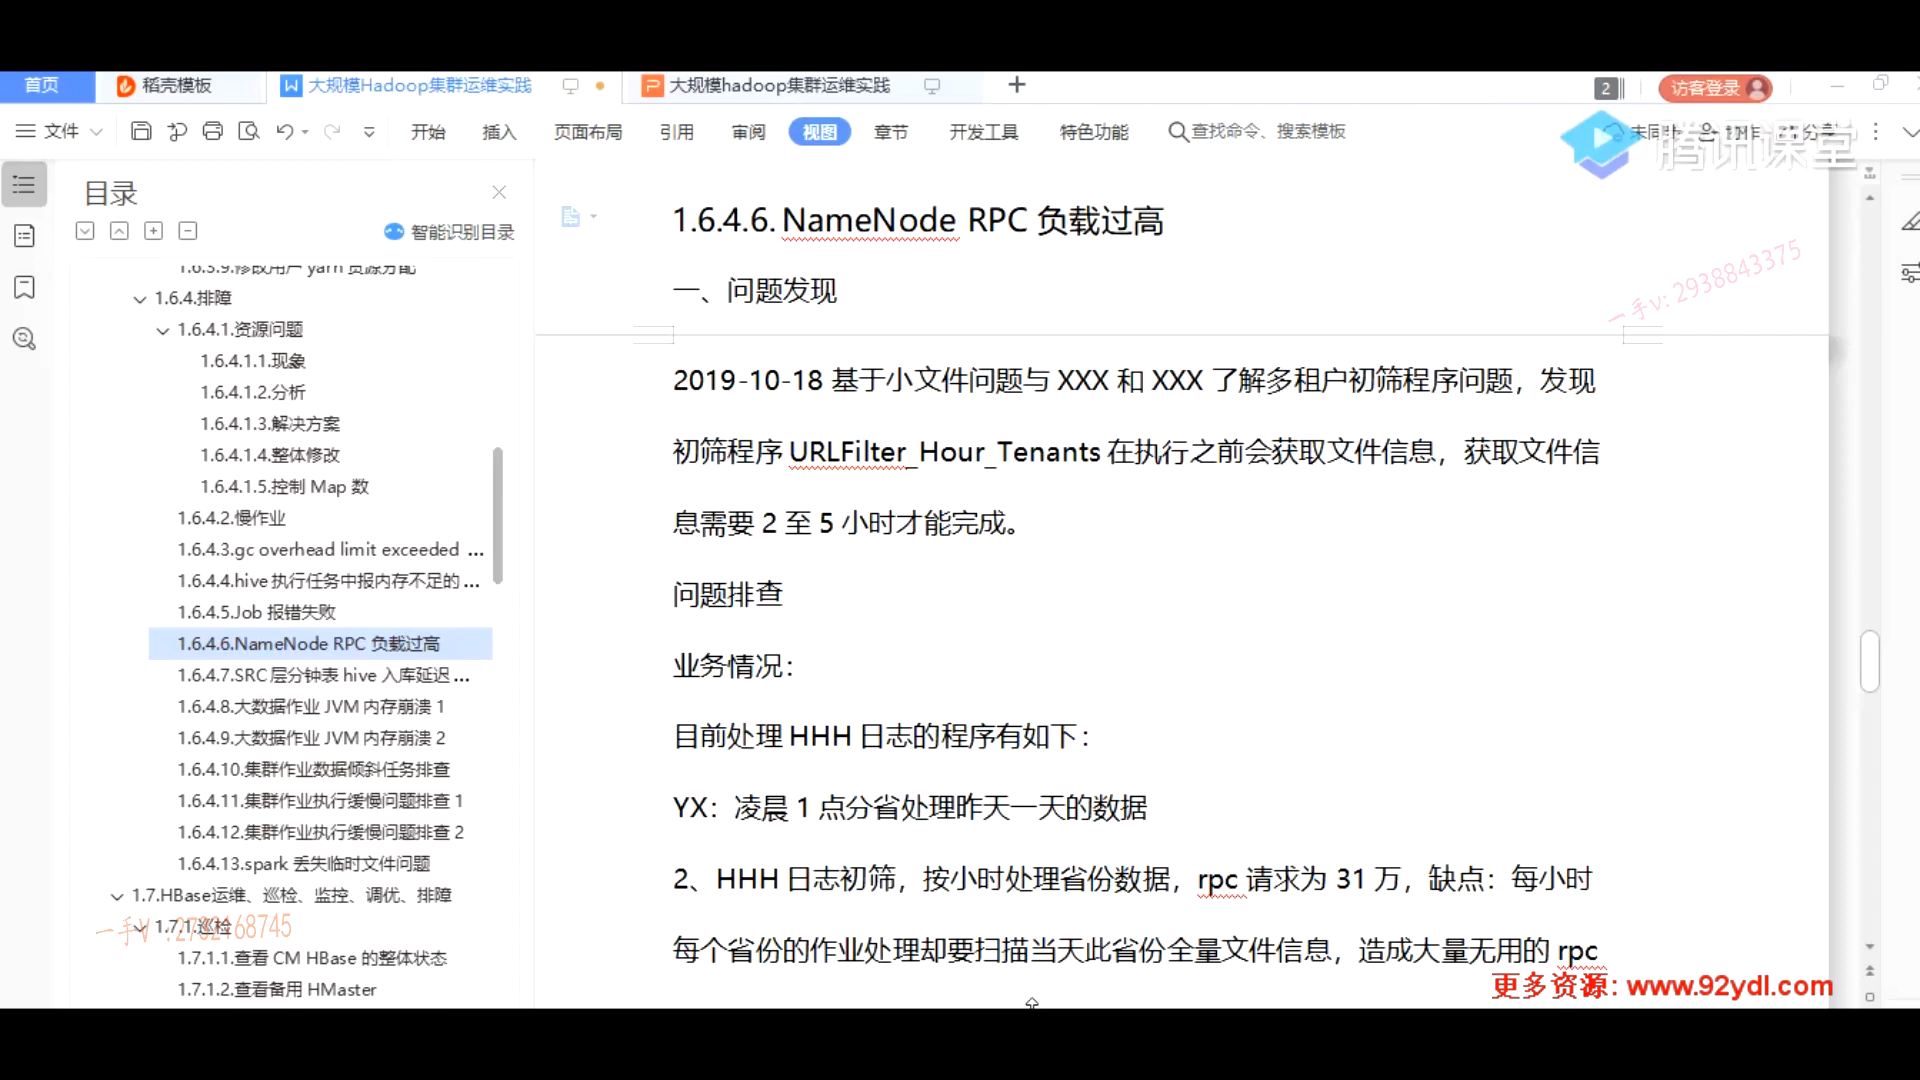 首页
稻壳模板
大规模Hadoop集群运维实践
大规模hadoop集群运维实践
2
访客登录
文件
开始
插入
页面布局
引用
审阅
视图
章节
开发工具
特色功能
查找命令、搜索模板
腾讯课堂
目录
智能识别目录
1.6.3.9.修改用户 yarn 资源分配
1.6.4.排障
1.6.4.1.资源问题
1.6.4.1.1.现象
1.6.4.1.2.分析
1.6.4.1.3.解决方案
1.6.4.1.4.整体修改
1.6.4.1.5.控制 Map 数
1.6.4.2.慢作业
1.6.4.3.gc overhead limit exceeded ...
1.6.4.4.hive 执行任务中报内存不足的 ...
1.6.4.5.Job 报错失败
1.6.4.6.NameNode RPC 负载过高
1.6.4.7.SRC 层分钟表 hive 入库延迟 ...
1.6.4.8.大数据作业 JVM 内存崩溃 1
1.6.4.9.大数据作业 JVM 内存崩溃 2
1.6.4.10.集群作业数据倾斜任务排查
1.6.4.11.集群作业执行缓慢问题排查 1
1.6.4.12.集群作业执行缓慢问题排查 2
1.6.4.13.spark 丢失临时文件问题
1.7.HBase运维、巡检、监控、调优、排障
1.7.1.巡检
一手V :2732168745
1.7.1.1.查看 CM HBase 的整体状态
1.7.1.2.查看备用 HMaster
1.6.4.6. NameNode RPC 负载过高
一手v: 2938843375
一、问题发现
2019-10-18 基于小文件问题与 XXX 和 XXX 了解多租户初筛程序问题，发现
初筛程序 URLFilter_Hour_Tenants 在执行之前会获取文件信息，获取文件信
息需要 2 至 5 小时才能完成。
问题排查
业务情况：
目前处理 HHH 日志的程序有如下：
YX：凌晨 1 点分省处理昨天一天的数据
2、HHH 日志初筛，按小时处理省份数据，rpc 请求为 31 万，缺点：每小时
每个省份的作业处理却要扫描当天此省份全量文件信息，造成大量无用的 rpc
更多资源：www.92ydl.com